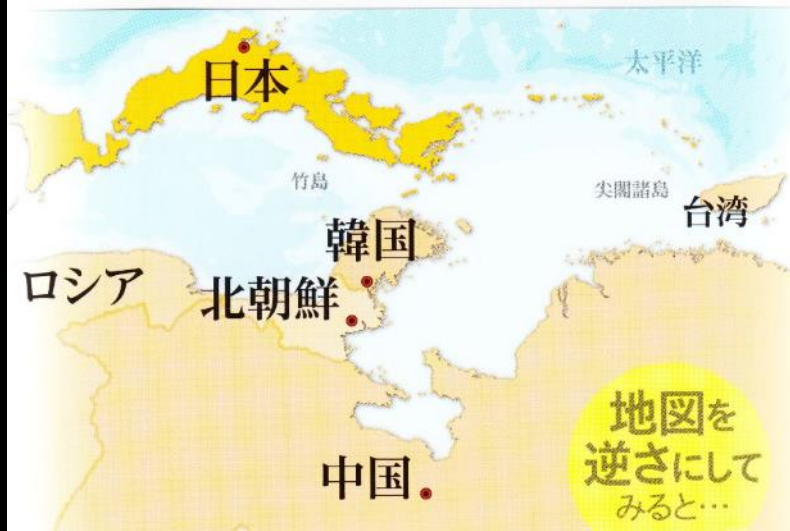 太平洋
日本
竹島
尖閣諸島
台湾
韓国
ロシア
北朝鮮
中国
地図を
逆さにして
みると…